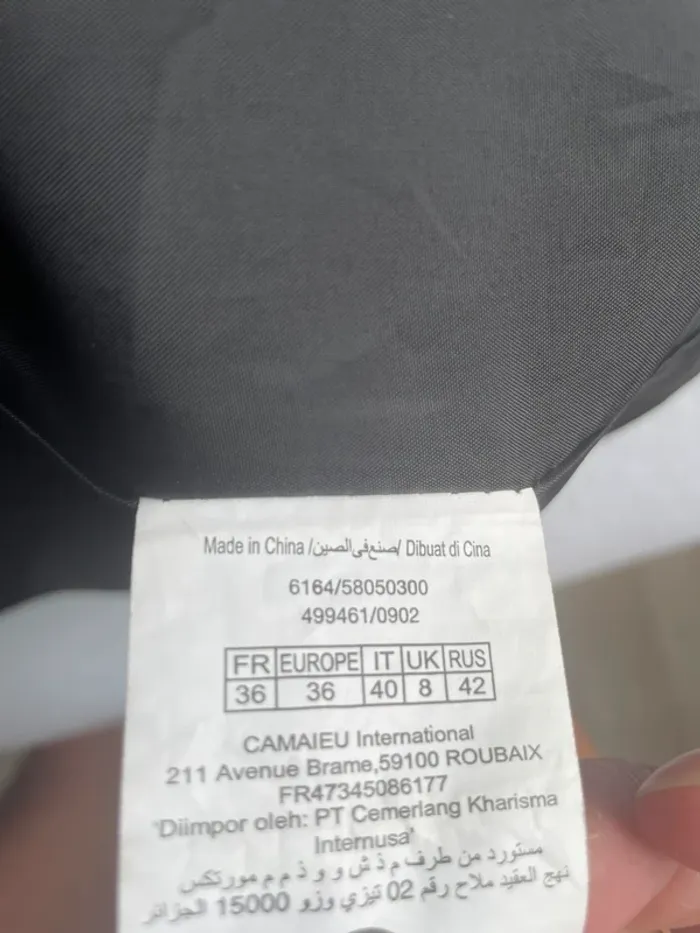 Made in China /صنع في الصين/ Dibuat di Cina
6164/58050300
499461/0902
FR EUROPE IT UK RUS
36 36 40 8 42
CAMAIEU International
211 Avenue Brame,59100 ROUBAIX
FR47345086177
'Diimpor oleh: PT Cemerlang Kharisma
Internusa'
مستورد من طرف م ذ ش و و ذ م م مورتكس
نهج العقيد ملاح رقم 02 تيزي وزو 15000 الجزائر